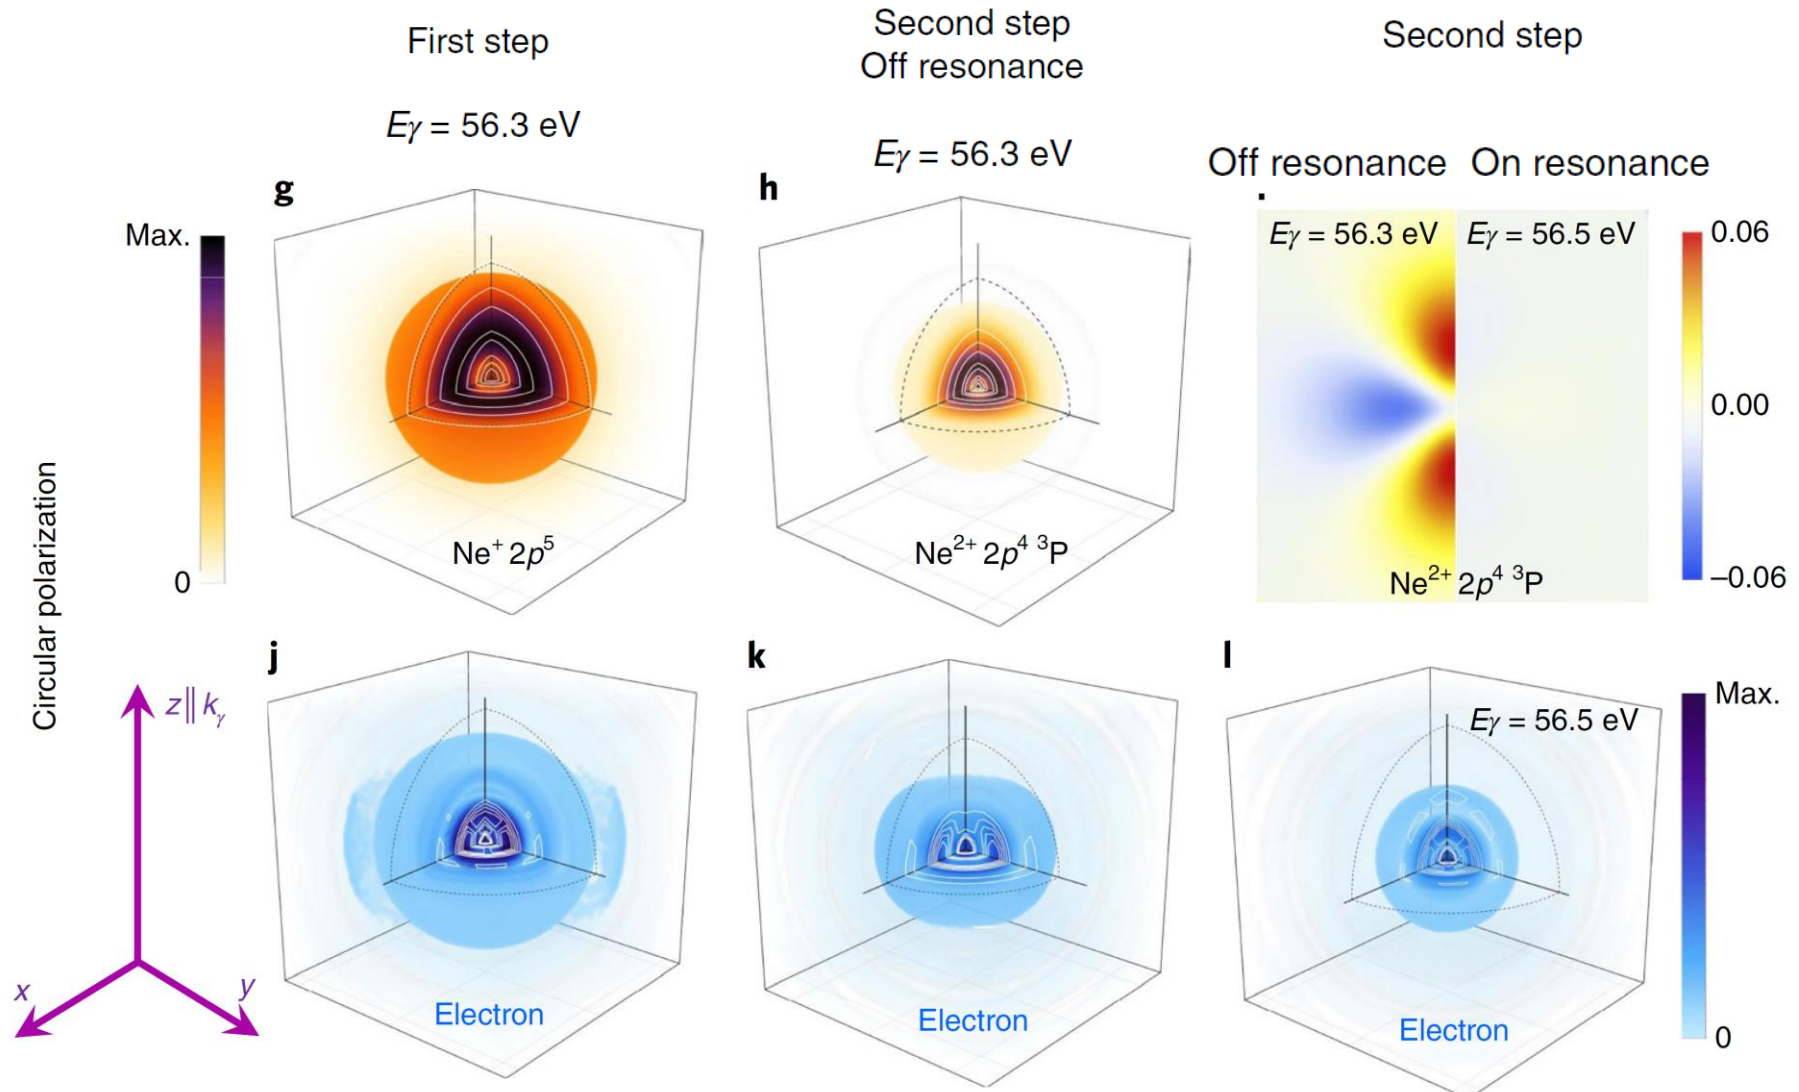 First step
Second step
Off resonance
Second step
Eγ = 56.3 eV
Eγ = 56.3 eV
Off resonance On resonance
g
h
Max.
0
Ne⁺ 2p⁵
Ne²⁺ 2p⁴ ³P
Eγ = 56.3 eV
Eγ = 56.5 eV
Ne²⁺ 2p⁴ ³P
0.06
0.00
–0.06
Circular polarization
j
k
l
z || kγ
x
y
Electron
Electron
Eγ = 56.5 eV
Electron
Max.
0